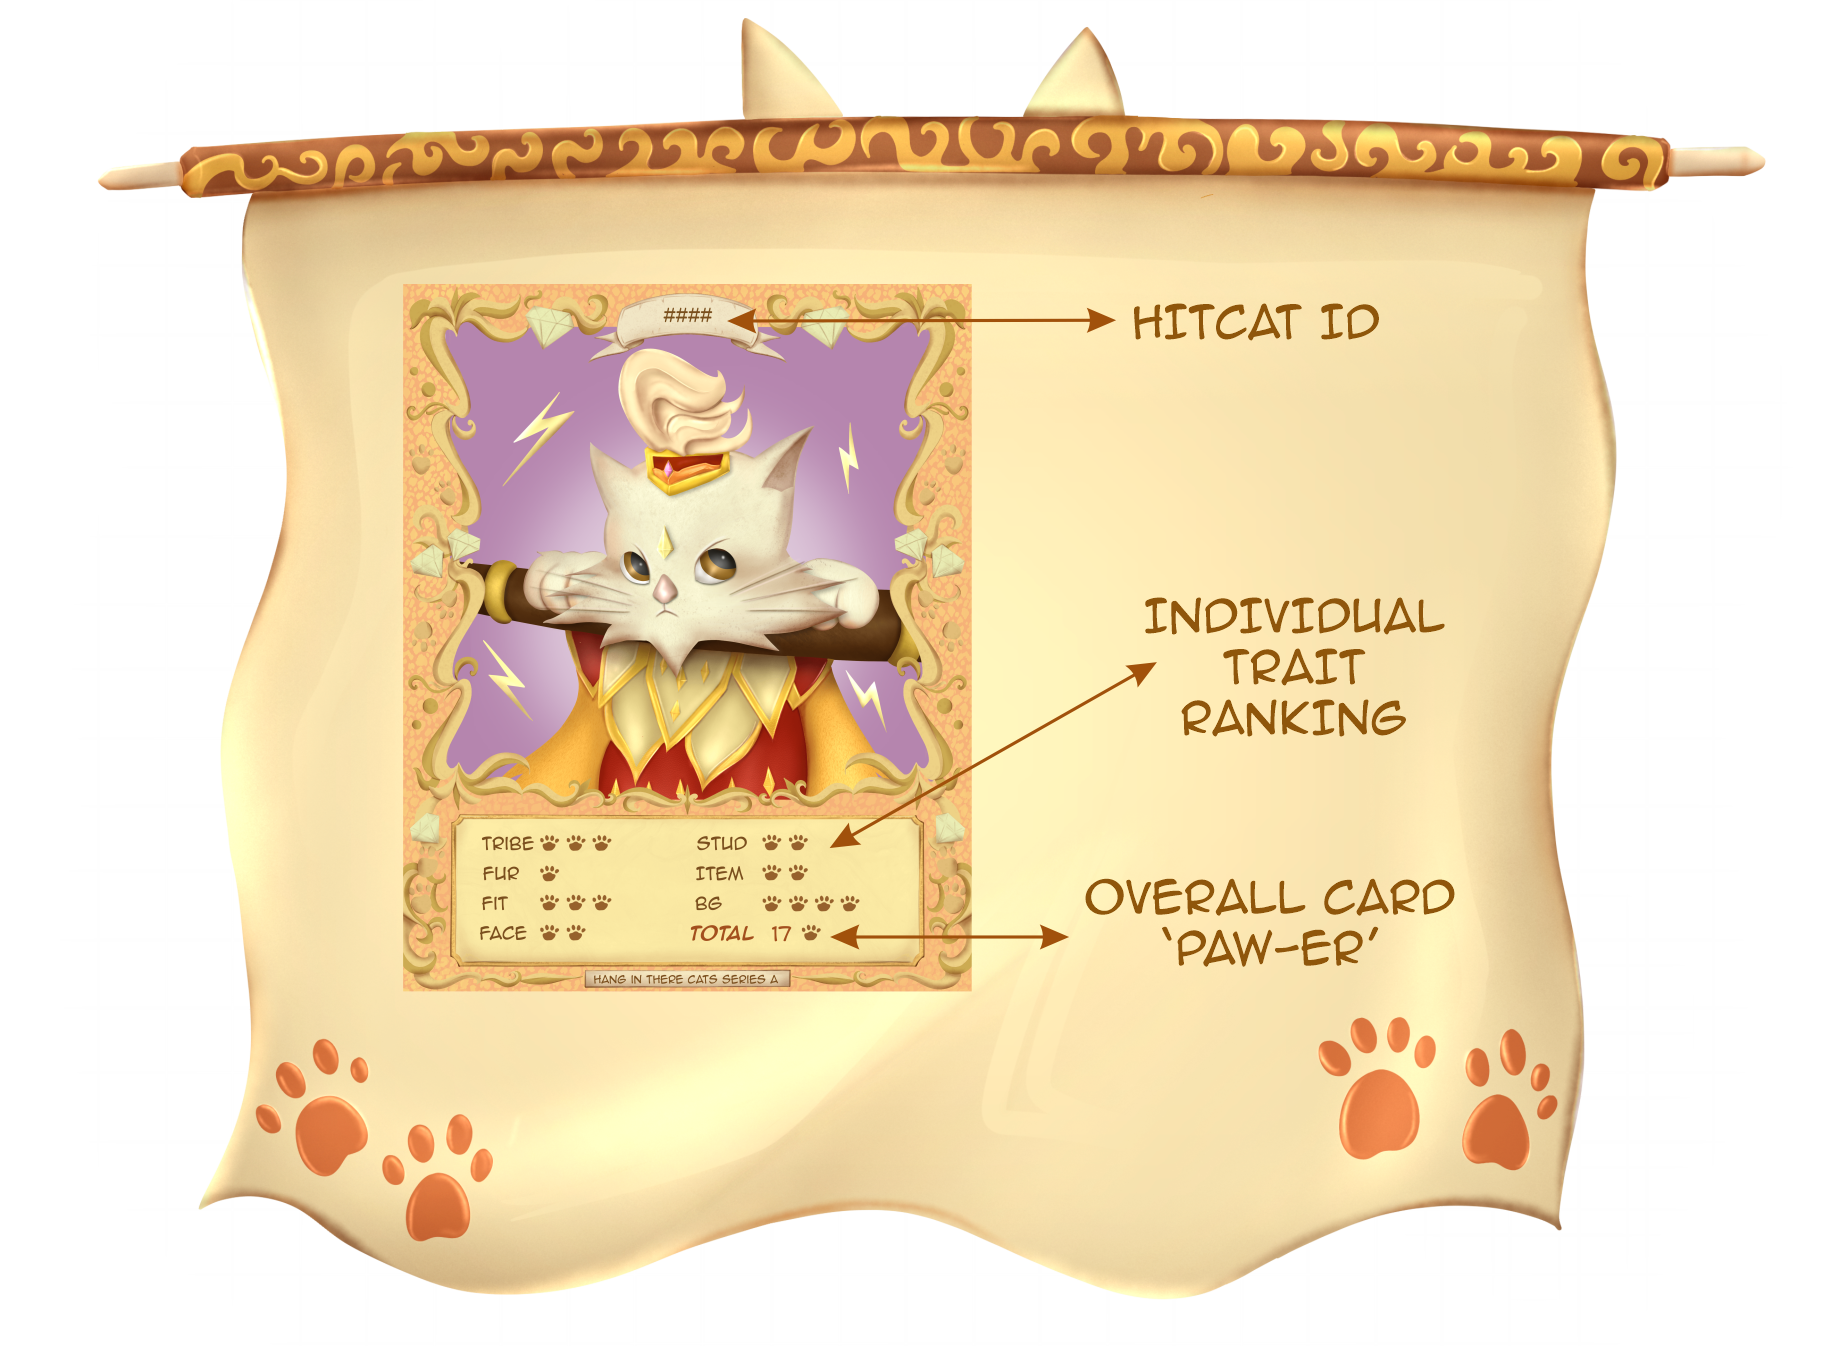 ####
HITCAT ID
INDIVIDUAL
TRAIT
RANKING
TRIBE
STUD
FUR
ITEM
FIT
BG
FACE
TOTAL 17
OVERALL CARD
‘PAW-ER’
HANG IN THERE CATS SERIES A